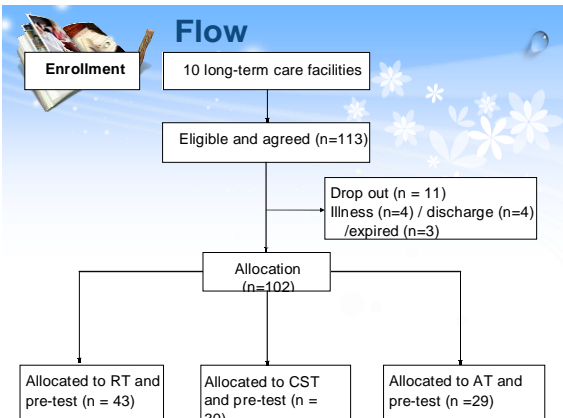 Flow
Enrollment
10 long-term care facilities
Eligible and agreed (n=113)
Drop out (n = 11)
Illness (n=4) / discharge (n=4)
/expired (n=3)
Allocation
(n=102)
Allocated to RT and
pre-test (n = 43)
Allocated to CST
and pre-test (n =
30)
Allocated to AT and
pre-test (n =29)